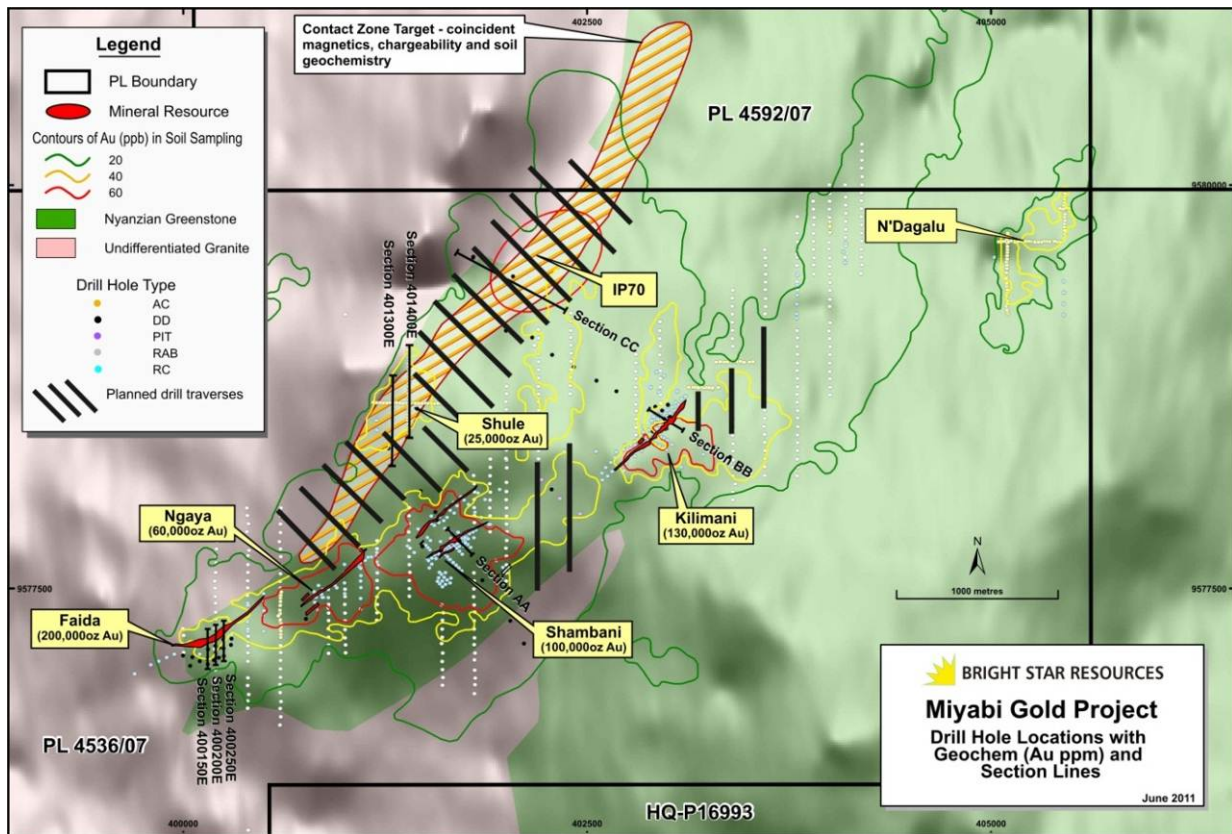 402500
405000
Contact Zone Target - coincident
magnetics, chargeability and soil
geochemistry
Legend
PL Boundary
Mineral Resource
Contours of Au (ppb) in Soil Sampling
20
40
60
Nyanzian Greenstone
Undifferentiated Granite
Drill Hole Type
AC
DD
PIT
RAB
RC
Planned drill traverses
PL 4592/07
9580000
N'Dagalu
IP70
Section 401400E
Section 401300E
Section CC
Shule
(25,000oz Au)
Section BB
Ngaya
(60,000oz Au)
Kilimani
(130,000oz Au)
N
1000 metres
9577500
9577500
Section AA
Faida
(200,000oz Au)
Shambani
(100,000oz Au)
Section 400250E
Section 400200E
Section 400150E
PL 4536/07
BRIGHT STAR RESOURCES
Miyabi Gold Project
Drill Hole Locations with
Geochem (Au ppm) and
Section Lines
June 2011
HQ-P16993
400000
402500
405000